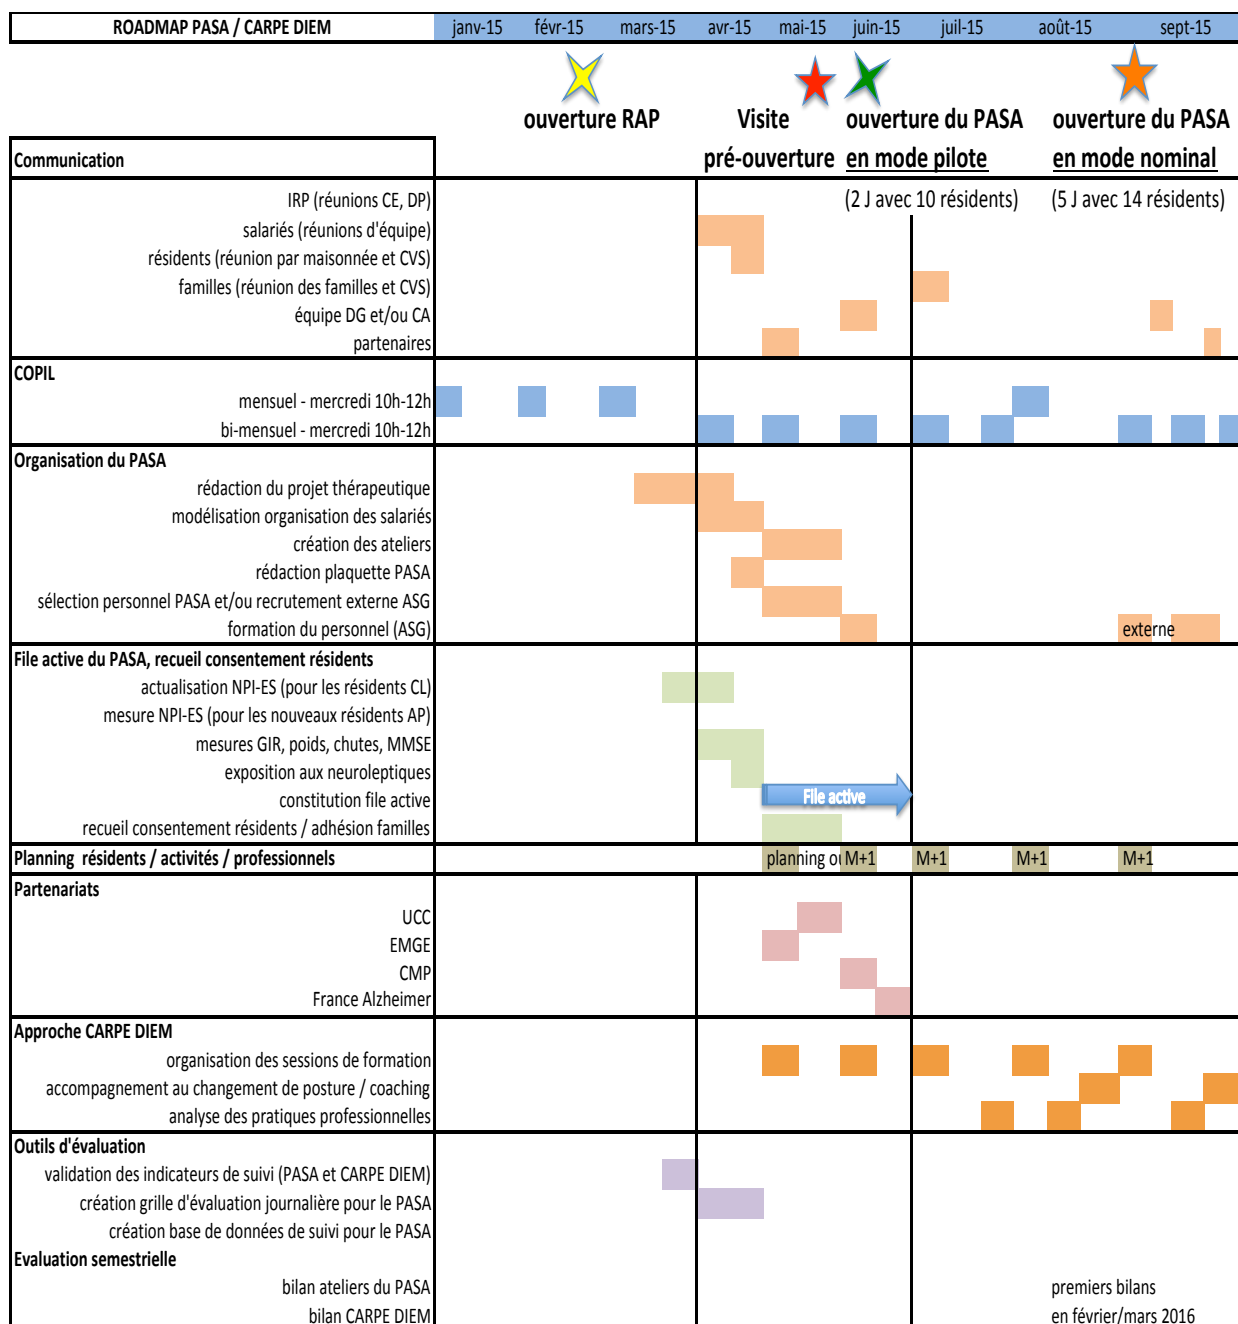 ROADMAP PASA / CARPE DIEM janv-15 févr-15 mars-15 avr-15 mai-15 juin-15 juil-15 août-15 sept-15
ouverture RAP Visite ouverture du PASA ouverture du PASA
Communication pré-ouverture en mode pilote en mode nominal
IRP (réunions CE, DP) (2 J avec 10 résidents) (5 J avec 14 résidents)
salariés (réunions d'équipe)
résidents (réunion par maisonnée et CVS)
familles (réunion des familles et CVS)
équipe DG et/ou CA
partenaires
COPIL
mensuel - mercredi 10h-12h
bi-mensuel - mercredi 10h-12h
Organisation du PASA
rédaction du projet thérapeutique
modélisation organisation des salariés
création des ateliers
rédaction plaquette PASA
sélection personnel PASA et/ou recrutement externe ASG
formation du personnel (ASG) externe
File active du PASA, recueil consentement résidents
actualisation NPI-ES (pour les résidents CL)
mesure NPI-ES (pour les nouveaux résidents AP)
mesures GIR, poids, chutes, MMSE
exposition aux neuroleptiques
constitution file active File active
recueil consentement résidents / adhésion familles
Planning résidents / activités / professionnels planning M+1 M+1 M+1 M+1
Partenariats
UCC
EMGE
CMP
France Alzheimer
Approche CARPE DIEM
organisation des sessions de formation
accompagnement au changement de posture / coaching
analyse des pratiques professionnelles
Outils d'évaluation
validation des indicateurs de suivi (PASA et CARPE DIEM)
création grille d'évaluation journalière pour le PASA
création base de données de suivi pour le PASA
Evaluation semestrielle
bilan ateliers du PASA premiers bilans
bilan CARPE DIEM en février/mars 2016